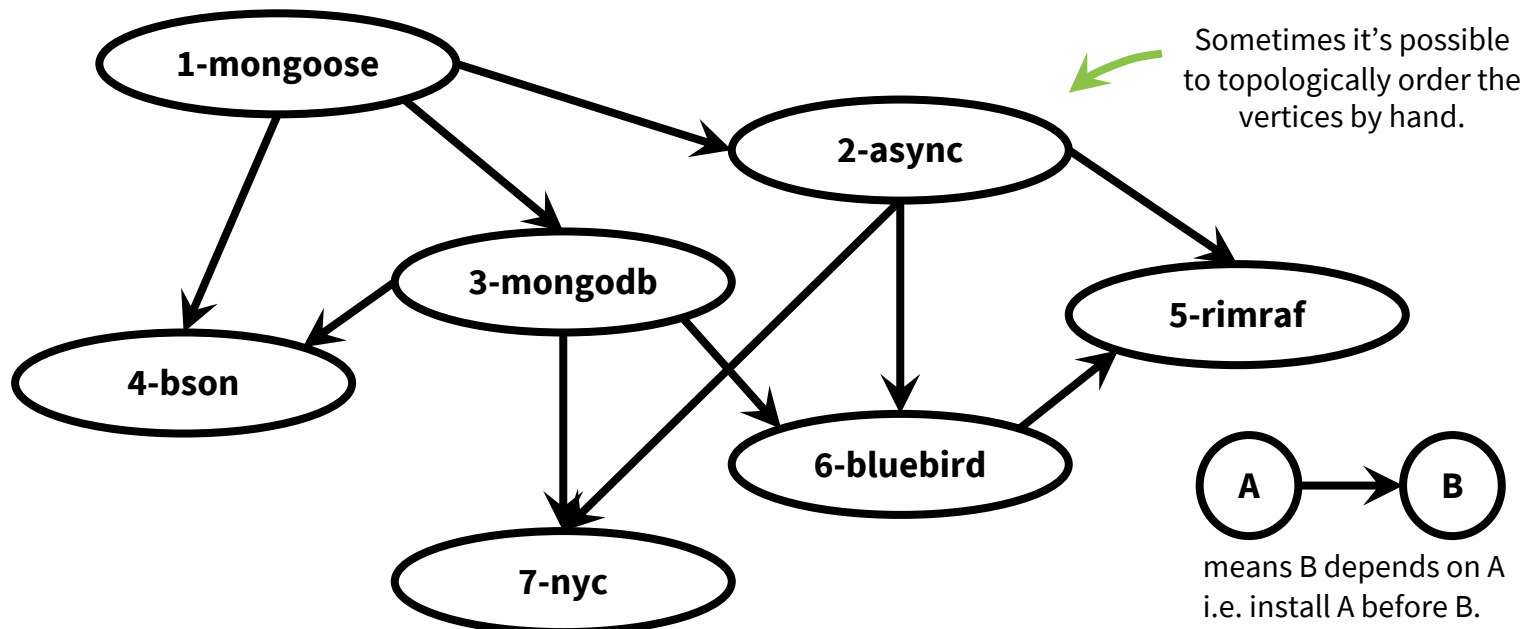 1-mongoose
Sometimes it's possible
to topologically order the
vertices by hand.
2-async
3-mongodb
5-rimraf
4-bson
6-bluebird
A
B
7-nyc
means B depends on A
i.e. install A before B.